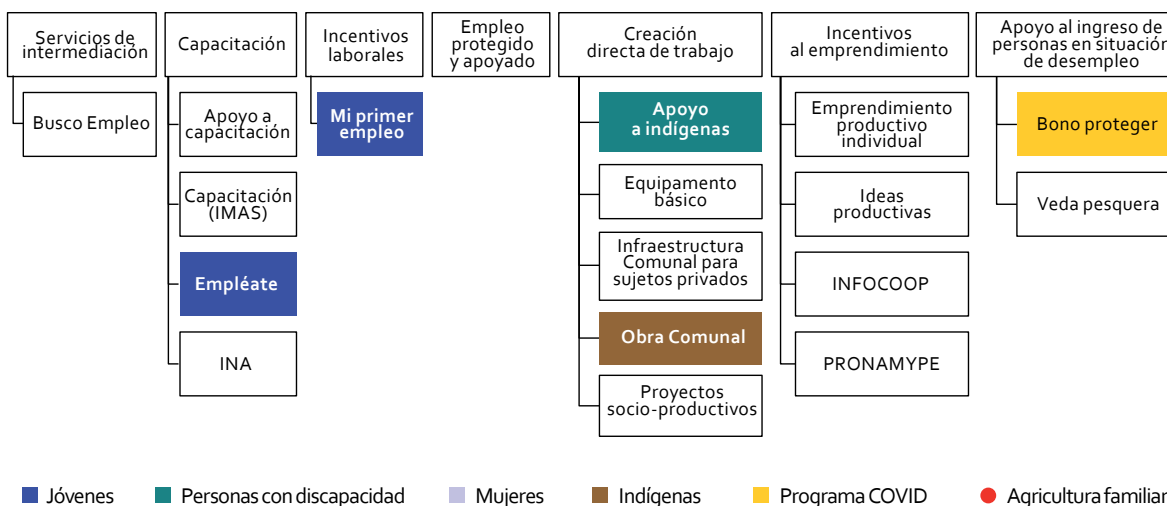 Servicios de
intermediación
Busco Empleo
Capacitación
Apoyo a
capacitación
Capacitación
(IMAS)
Empléate
INA
Incentivos
laborales
Mi primer
empleo
Empleo
protegido
y apoyado
Creación
directa de trabajo
Apoyo
a indígenas
Equipamento
básico
Infraestructura
Comunal para
sujetos privados
Obra Comunal
Proyectos
socio-productivos
Incentivos
al emprendimiento
Emprendimiento
productivo
individual
Ideas
productivas
INFOCOOP
PRONAMYPE
Apoyo al ingreso de
personas en situación
de desempleo
Bono proteger
Veda pesquera
Jóvenes
Personas con discapacidad
Mujeres
Indígenas
Programa COVID
Agricultura familiar